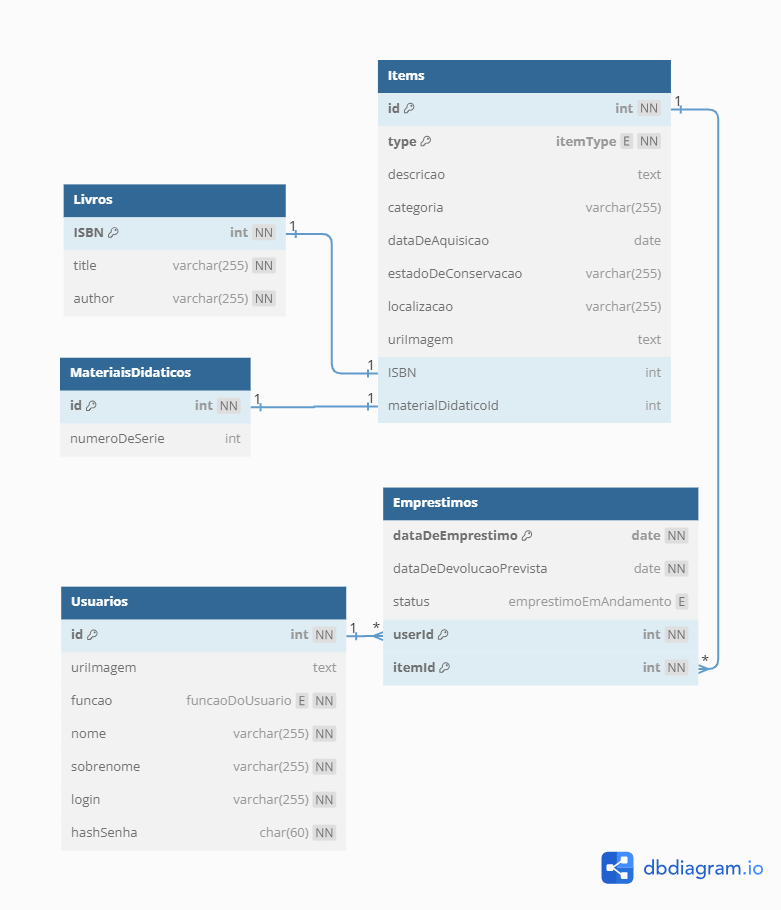 Items
id int NN
type itemType E NN
descricao text
categoria varchar(255)
dataDeAquisicao date
estadoDeConservacao varchar(255)
localizacao varchar(255)
uriImagem text
ISBN int
materialDidaticoId int
1
1
1
Livros
ISBN int NN
title varchar(255) NN
author varchar(255) NN
1
MateriaisDidaticos
id int NN
numeroDeSerie int
1
Emprestimos
dataDeEmprestimo date NN
dataDeDevolucaoPrevista date NN
status emprestimoEmAndamento E
userId int NN
itemId int NN
*
*
Usuarios
id int NN
uriImagem text
funcao funcaoDoUsuario E NN
nome varchar(255) NN
sobrenome varchar(255) NN
login varchar(255) NN
hashSenha char(60) NN
1
dbdiagram.io